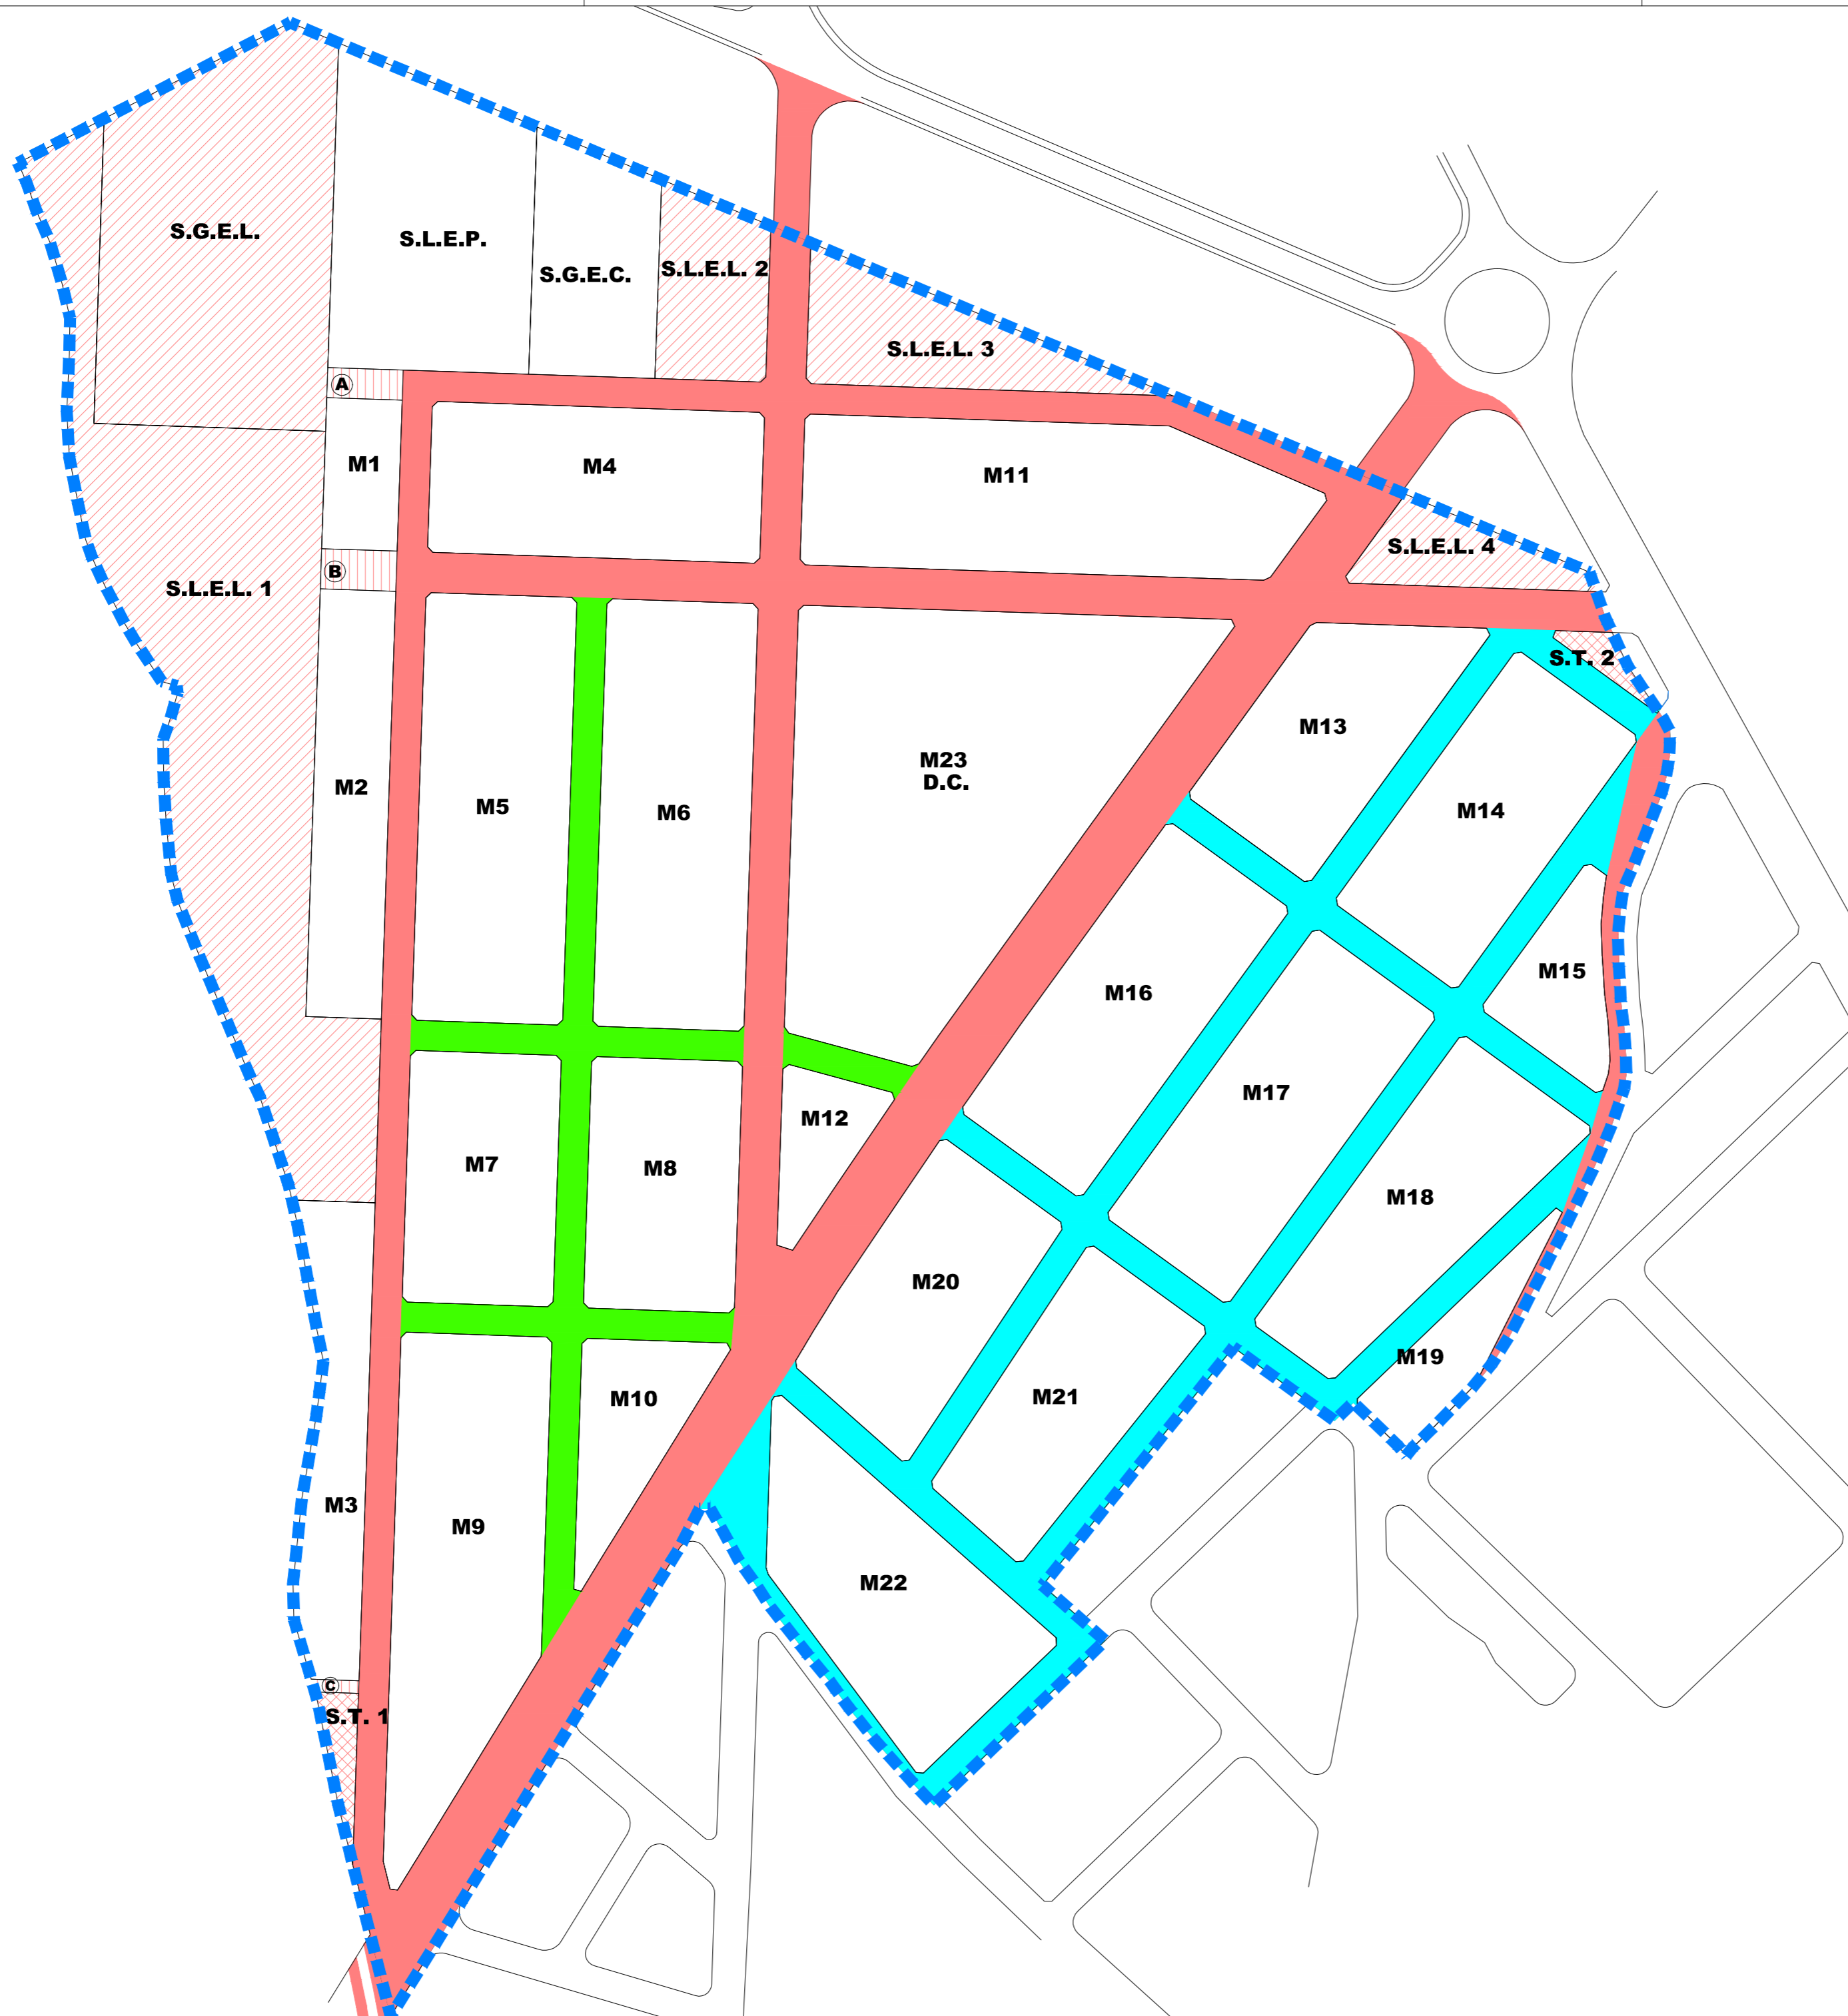 S.G.E.L.
S.L.E.P.
S.G.E.C.
S.L.E.L. 2
S.L.E.L. 3
A
M1
M4
M11
S.L.E.L. 4
B
S.L.E.L. 1
S.T. 2
M13
M23
D.C.
M2
M5
M6
M14
M15
M16
M17
M12
M7
M8
M18
M20
M19
M21
M10
M3
M9
M22
C
S.T. 1